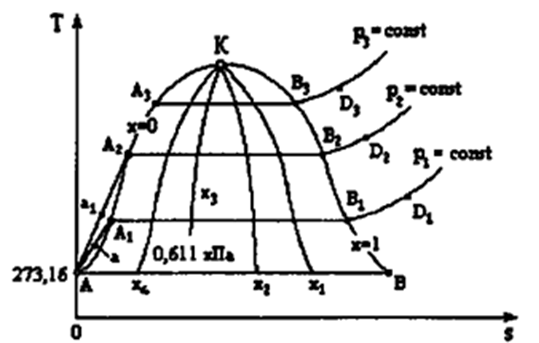 T
K
p₃ = const
A₃
B₃
D₃
p₂ = const
x=0
A₂
B₂
D₂
p₁ = const
a₁
x₃
A₁
B₁
D₁
a
0,611 кПа
x=1
273,16
A
x₄
x₂
x₁
B
0
s